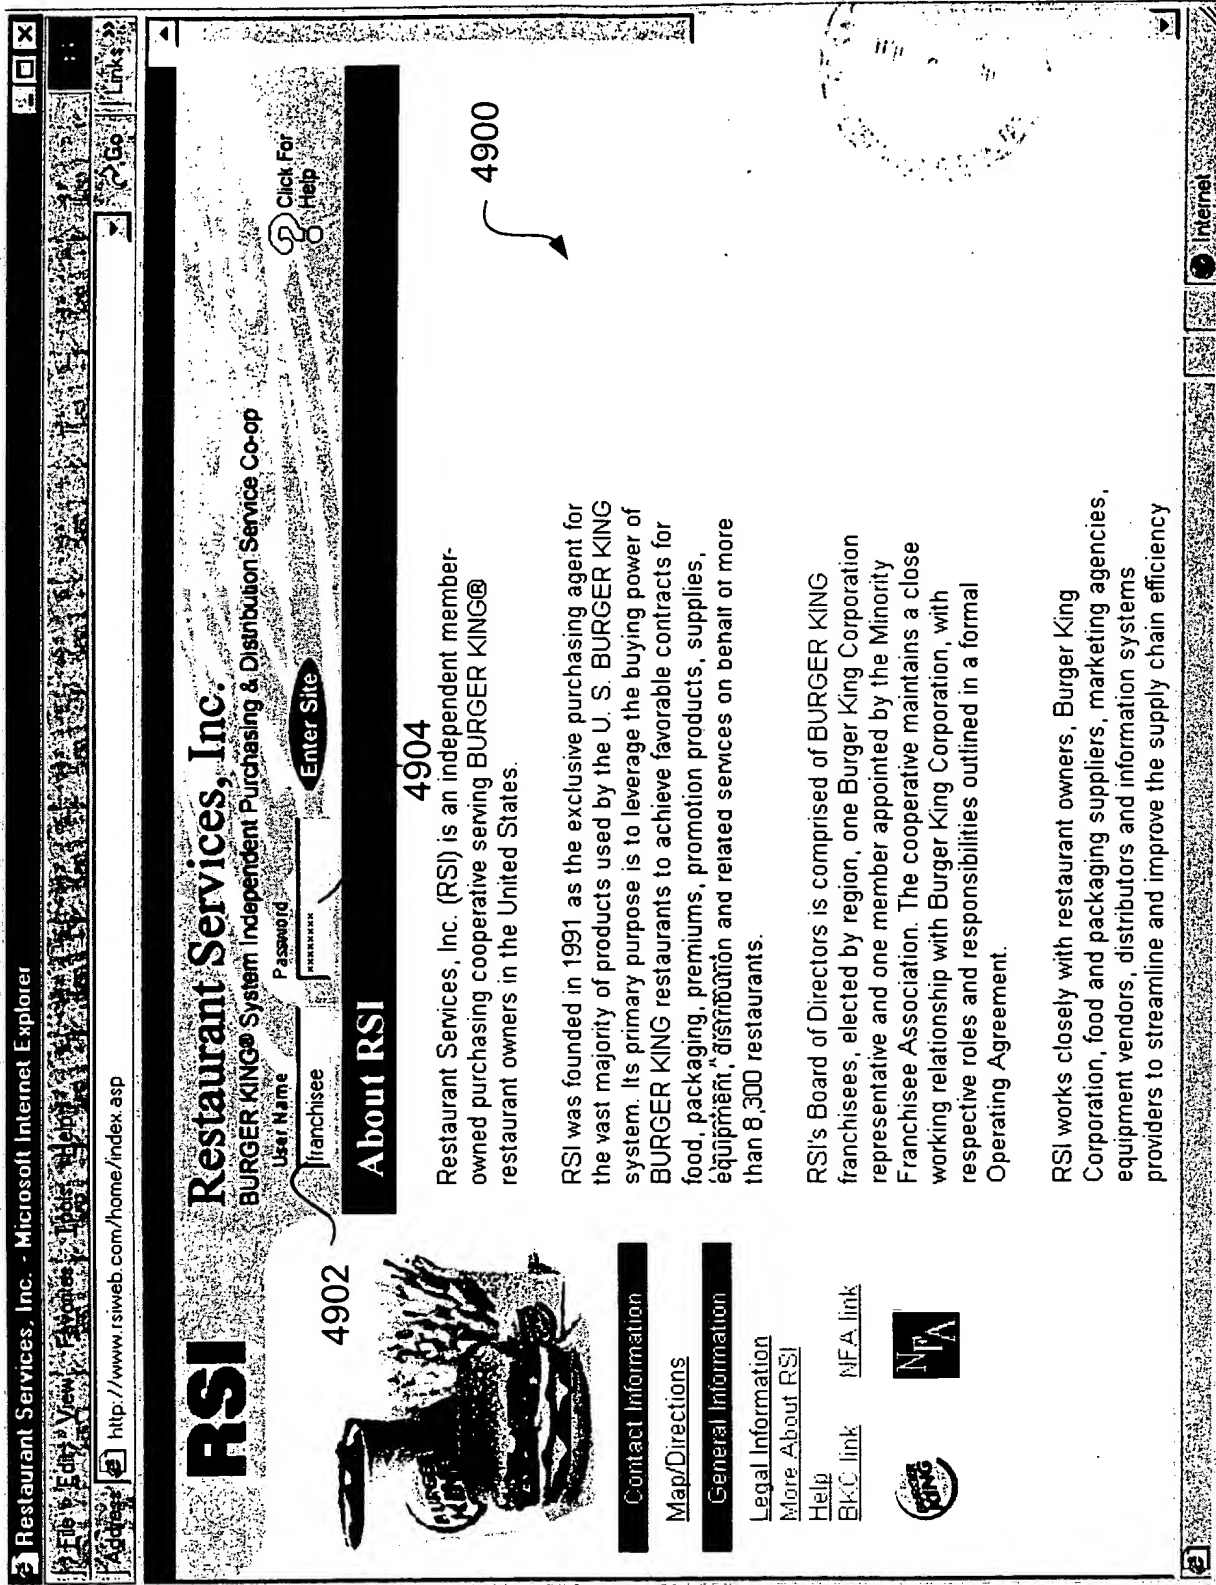 Restaurant Services, Inc. - Microsoft Internet Explorer
File Edit View Favorites Tools Help
Address http://www.rsiweb.com/home/index.asp Go Links »
RSI
Restaurant Services, Inc.
BURGER KING® System Independent Purchasing & Distribution Service Co-op
User Name Password
franchisee ******** Enter Site
Click For
Help
4902
4904
4900
About RSI
Restaurant Services, Inc. (RSI) is an independent member-
owned purchasing cooperative serving BURGER KING®
restaurant owners in the United States.
RSI was founded in 1991 as the exclusive purchasing agent for
the vast majority of products used by the U. S. BURGER KING
system. Its primary purpose is to leverage the buying power of
BURGER KING restaurants to achieve favorable contracts for
food, packaging, premiums, promotion products, supplies,
equipment, distribution and related services on behalf of more
than 8,300 restaurants.
RSI's Board of Directors is comprised of BURGER KING
franchisees, elected by region, one Burger King Corporation
representative and one member appointed by the Minority
Franchisee Association. The cooperative maintains a close
working relationship with Burger King Corporation, with
respective roles and responsibilities outlined in a formal
Operating Agreement.
RSI works closely with restaurant owners, Burger King
Corporation, food and packaging suppliers, marketing agencies,
equipment vendors, distributors and information systems
providers to streamline and improve the supply chain efficiency
Contact Information
Map/Directions
General Information
Legal Information
More About RSI
Help
BKC link NFA link
BURGER KING
NFA
Internet